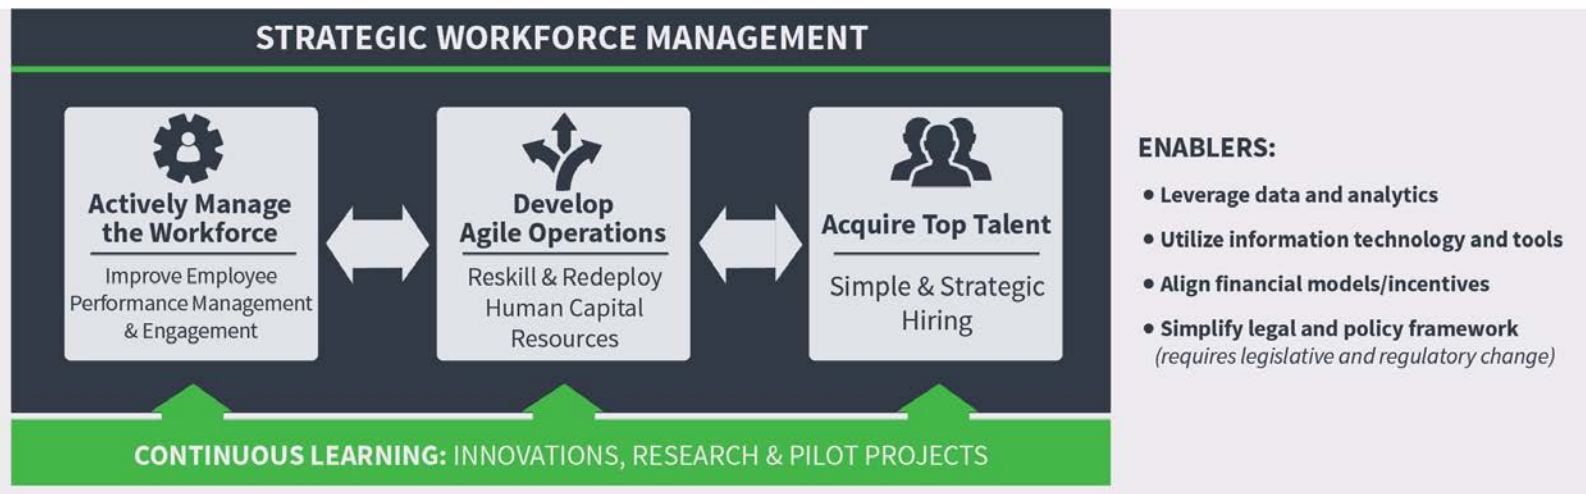 STRATEGIC WORKFORCE MANAGEMENT
Actively Manage
the Workforce
Improve Employee
Performance Management
& Engagement
Develop
Agile Operations
Reskill & Redeploy
Human Capital
Resources
Acquire Top Talent
Simple & Strategic
Hiring
CONTINUOUS LEARNING: INNOVATIONS, RESEARCH & PILOT PROJECTS
ENABLERS:
• Leverage data and analytics
• Utilize information technology and tools
• Align financial models/incentives
• Simplify legal and policy framework
(requires legislative and regulatory change)